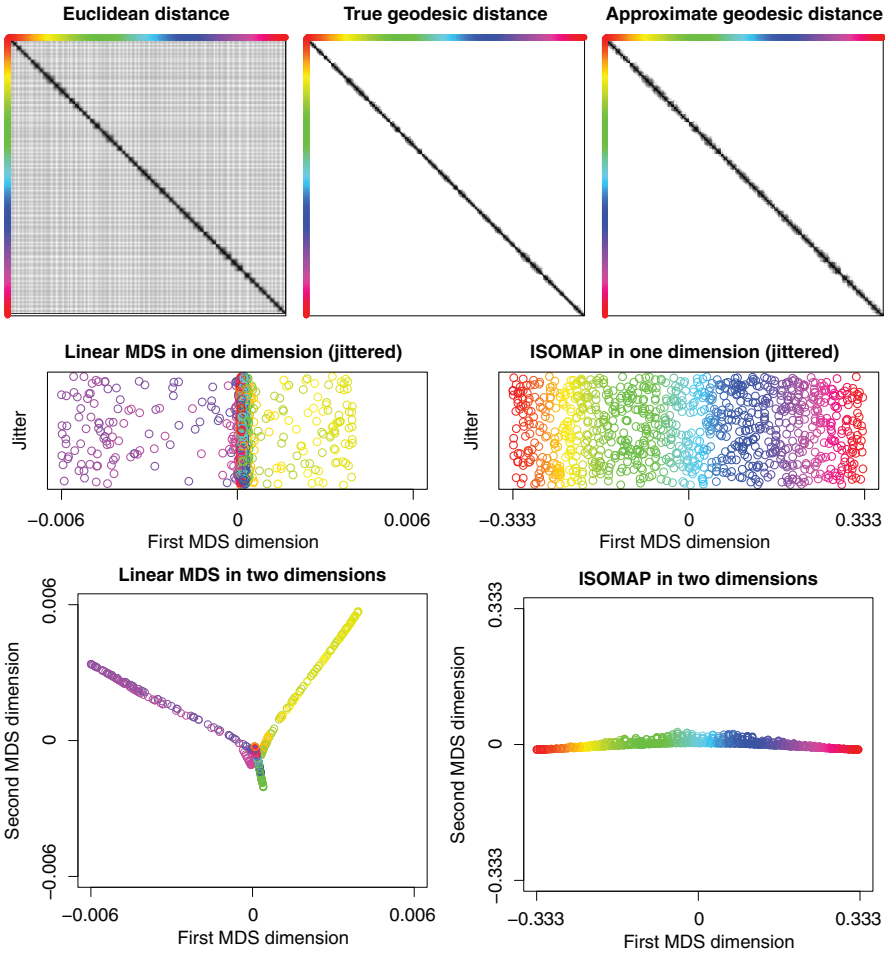 Euclidean distance
True geodesic distance
Approximate geodesic distance
Linear MDS in one dimension (jittered)
Jitter
−0.006 0 0.006
First MDS dimension
ISOMAP in one dimension (jittered)
Jitter
−0.333 0 0.333
First MDS dimension
Linear MDS in two dimensions
Second MDS dimension
0.006
0
−0.006
−0.006 0 0.006
First MDS dimension
ISOMAP in two dimensions
Second MDS dimension
0.333
0
−0.333
−0.333 0 0.333
First MDS dimension